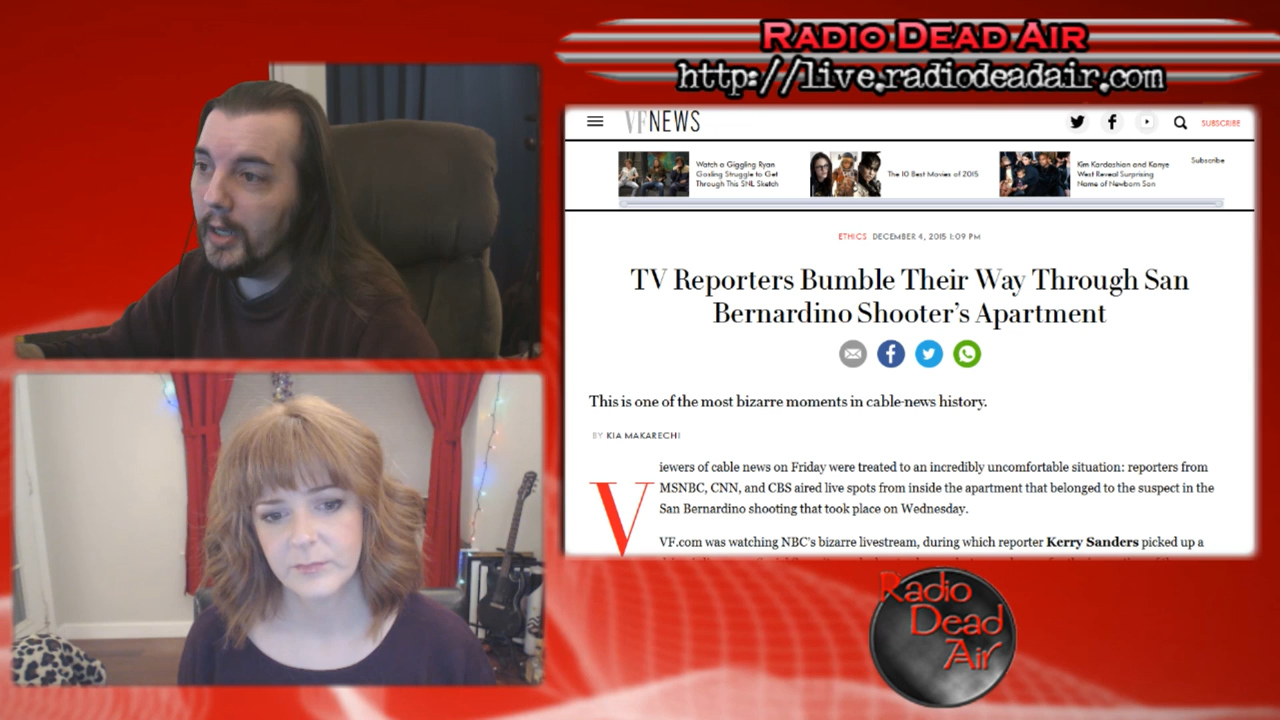 Radio Dead Air
http://live.radiodeadair.com
VFNEWS
SUBSCRIBE
Watch a Giggling Ryan
Gosling Struggle to Get
Through This SNL Sketch
The 10 Best Movies of 2015
Kim Kardashian and Kanye
West Reveal Surprising
Name of Newborn Son
Subscribe
ETHICS DECEMBER 4, 2015 1:09 PM
TV Reporters Bumble Their Way Through San
Bernardino Shooter's Apartment
This is one of the most bizarre moments in cable-news history.
BY KIA MAKARECHI
Viewers of cable news on Friday were treated to an incredibly uncomfortable situation: reporters from
MSNBC, CNN, and CBS aired live spots from inside the apartment that belonged to the suspect in the
San Bernardino shooting that took place on Wednesday.
VF.com was watching NBC's bizarre livestream, during which reporter Kerry Sanders picked up a
Radio
Dead
Air